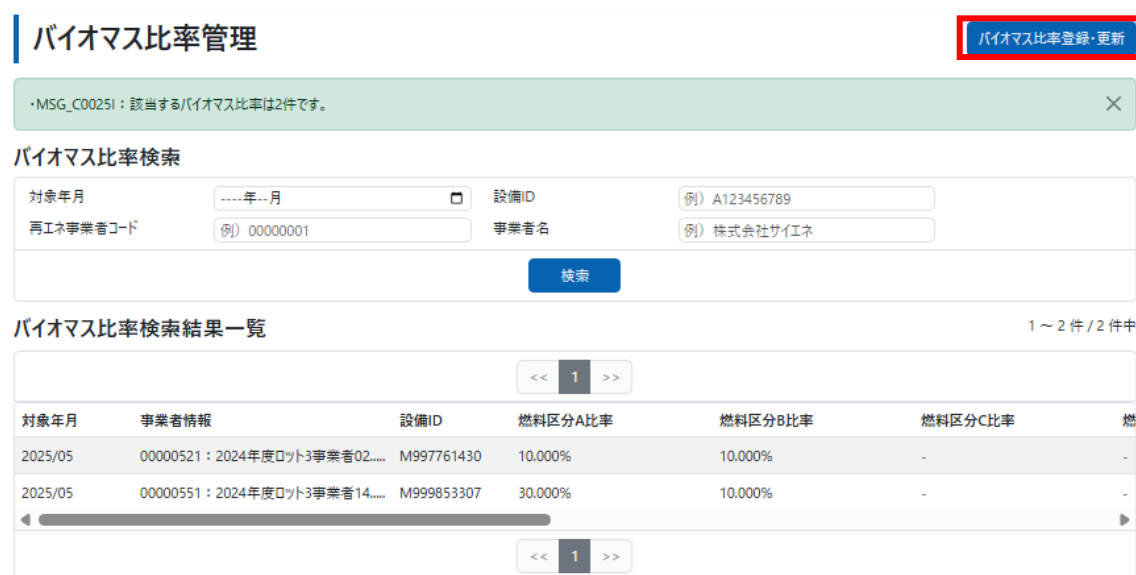 バイオマス比率管理
バイオマス比率登録・更新
・MSG_C0025I：該当するバイオマス比率は2件です。
バイオマス比率検索
対象年月 ----年--月 設備ID 例）A123456789
再エネ事業者コード 例）00000001 事業者名 例）株式会社サイエネ
検索
バイオマス比率検索結果一覧 1 ～ 2 件 / 2 件中
<< 1 >>
対象年月 事業者情報 設備ID 燃料区分A比率 燃料区分B比率 燃料区分C比率 燃
2025/05 00000521：2024年度ロット3事業者02..... M997761430 10.000% 10.000% - -
2025/05 00000551：2024年度ロット3事業者14..... M999853307 30.000% 10.000% - -
<< 1 >>